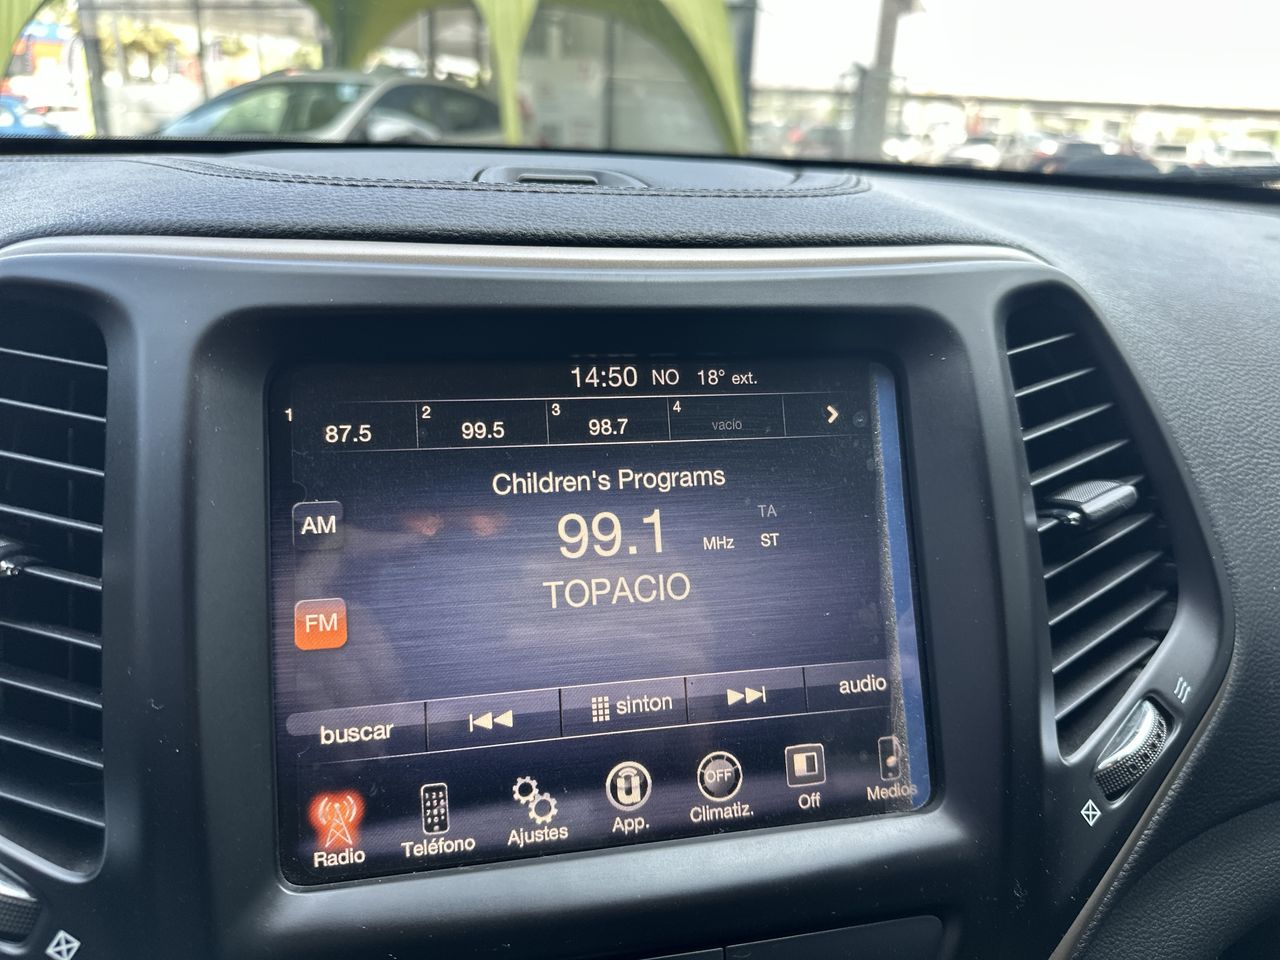 14:50 NO 18° ext.
1 87.5 2 99.5 3 98.7 4 vacío
Children's Programs
AM
TA
99.1 MHz ST
TOPACIO
FM
buscar sinton audio
Radio Teléfono Ajustes App. OFF Climatiz. Off Medios